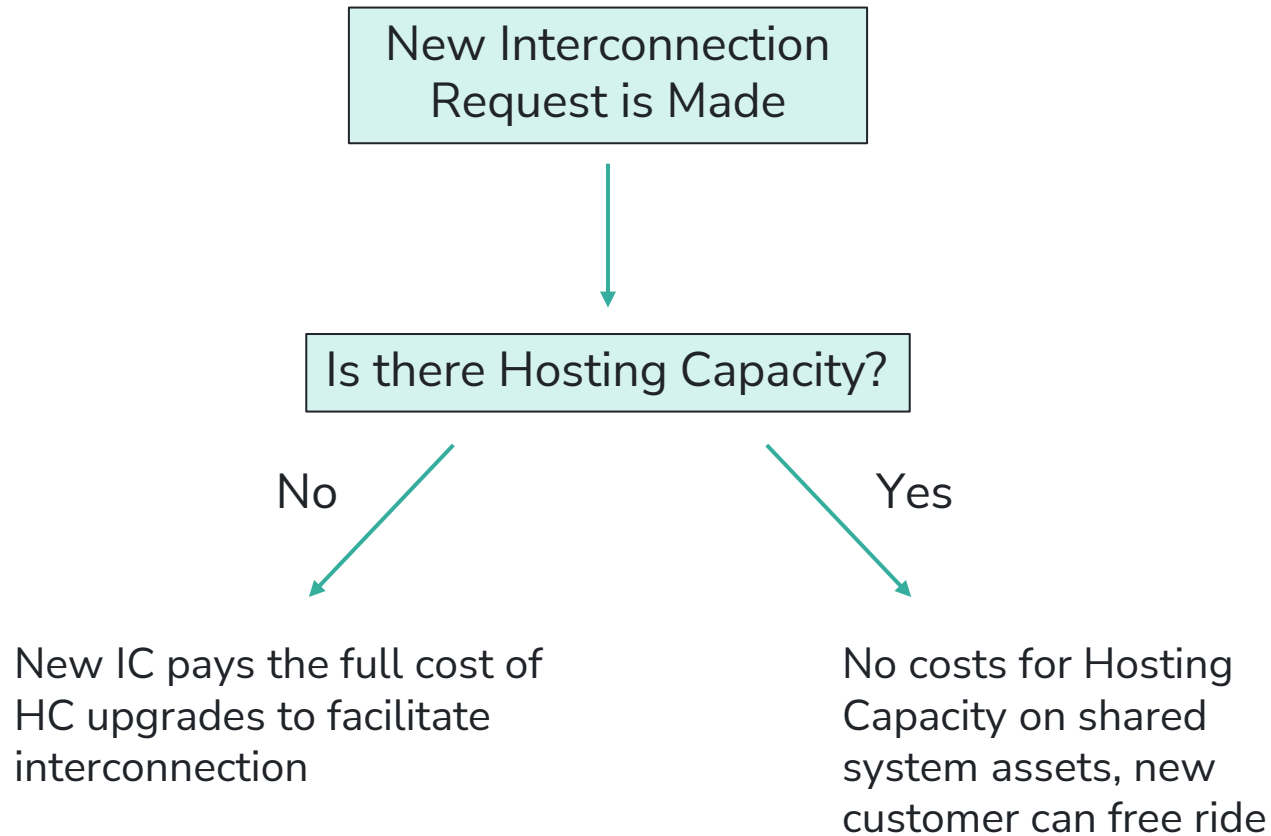 New Interconnection
Request is Made
Is there Hosting Capacity?
No
Yes
New IC pays the full cost of
HC upgrades to facilitate
interconnection
No costs for Hosting
Capacity on shared
system assets, new
customer can free ride